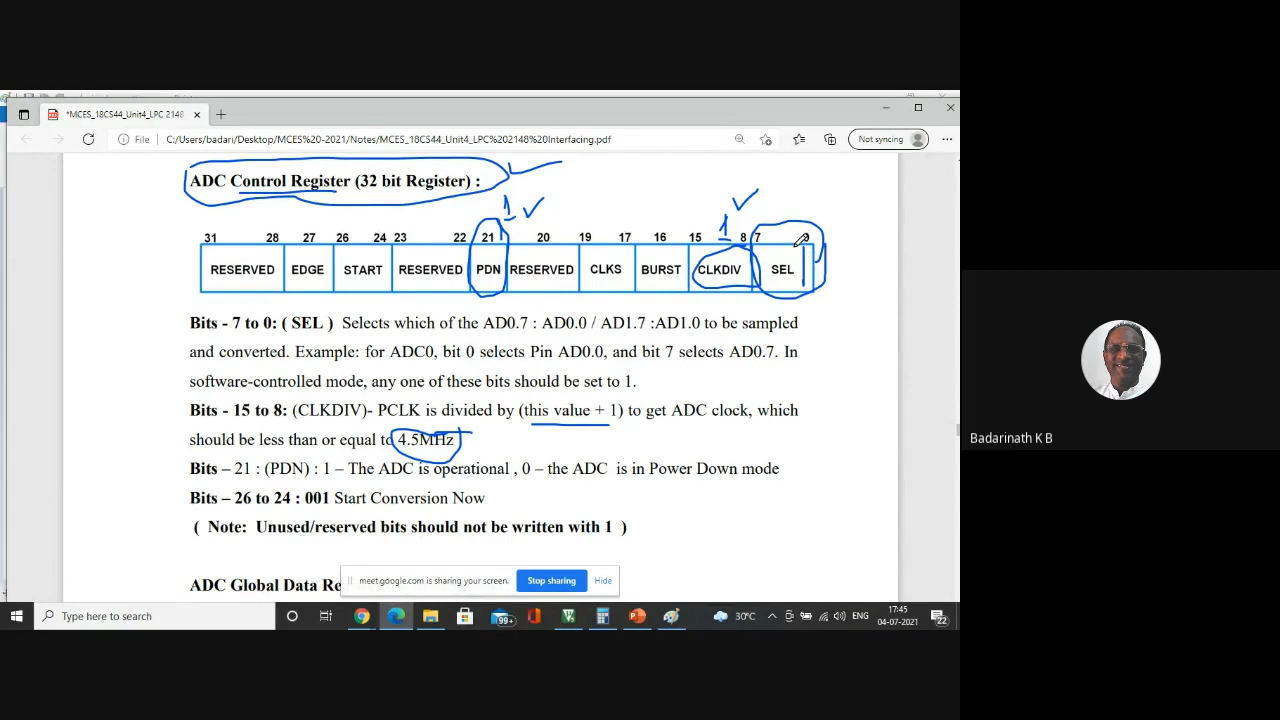 *MCES_18CS44_Unit4_LPC 2148
File
C:/Users/badari/Desktop/MCES%20-2021/Notes/MCES_18CS44_Unit4_LPC%202148%20Interfacing.pdf
Not syncing
ADC Control Register (32 bit Register) :
1
1
31 28 27 26 24 23 22 21 20 19 17 16 15 8 7 0
RESERVED EDGE START RESERVED PDN RESERVED CLKS BURST CLKDIV SEL
Bits - 7 to 0: ( SEL ) Selects which of the AD0.7 : AD0.0 / AD1.7 :AD1.0 to be sampled
and converted. Example: for ADC0, bit 0 selects Pin AD0.0, and bit 7 selects AD0.7. In
software-controlled mode, any one of these bits should be set to 1.
Bits - 15 to 8: (CLKDIV)- PCLK is divided by (this value + 1) to get ADC clock, which
should be less than or equal to 4.5MHz
Bits – 21 : (PDN) : 1 – The ADC is operational , 0 – the ADC is in Power Down mode
Bits – 26 to 24 : 001 Start Conversion Now
( Note: Unused/reserved bits should not be written with 1 )
ADC Global Data Re
meet.google.com is sharing your screen.
Stop sharing
Hide
Badarinath K B
Type here to search
99+
30°C
ENG
17:45
04-07-2021
22